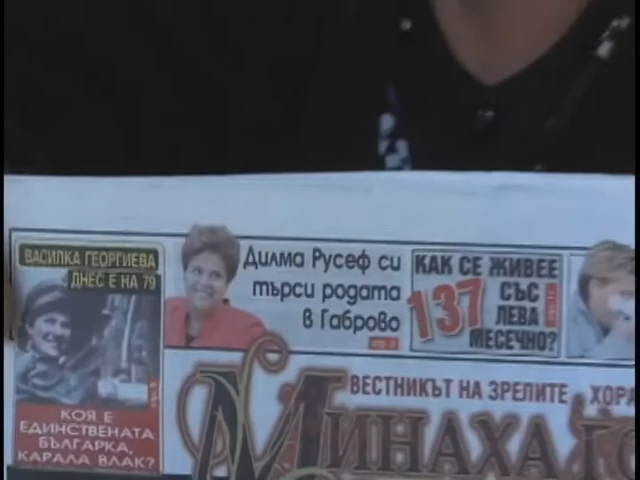 ВАСИЛКА ГЕОРГИЕВА
ДНЕС Е НА 79
КОЯ Е
ЕДИНСТВЕНАТА
БЪЛГАРКА,
КАРАЛА ВЛАК?
Дилма Русеф си
търси родата
в Габрово
КАК СЕ ЖИВЕЕ
137 СЪС
ЛЕВА
МЕСЕЧНО?
ВЕСТНИКЪТ НА ЗРЕЛИТЕ ХОРА
МИНАХА Г